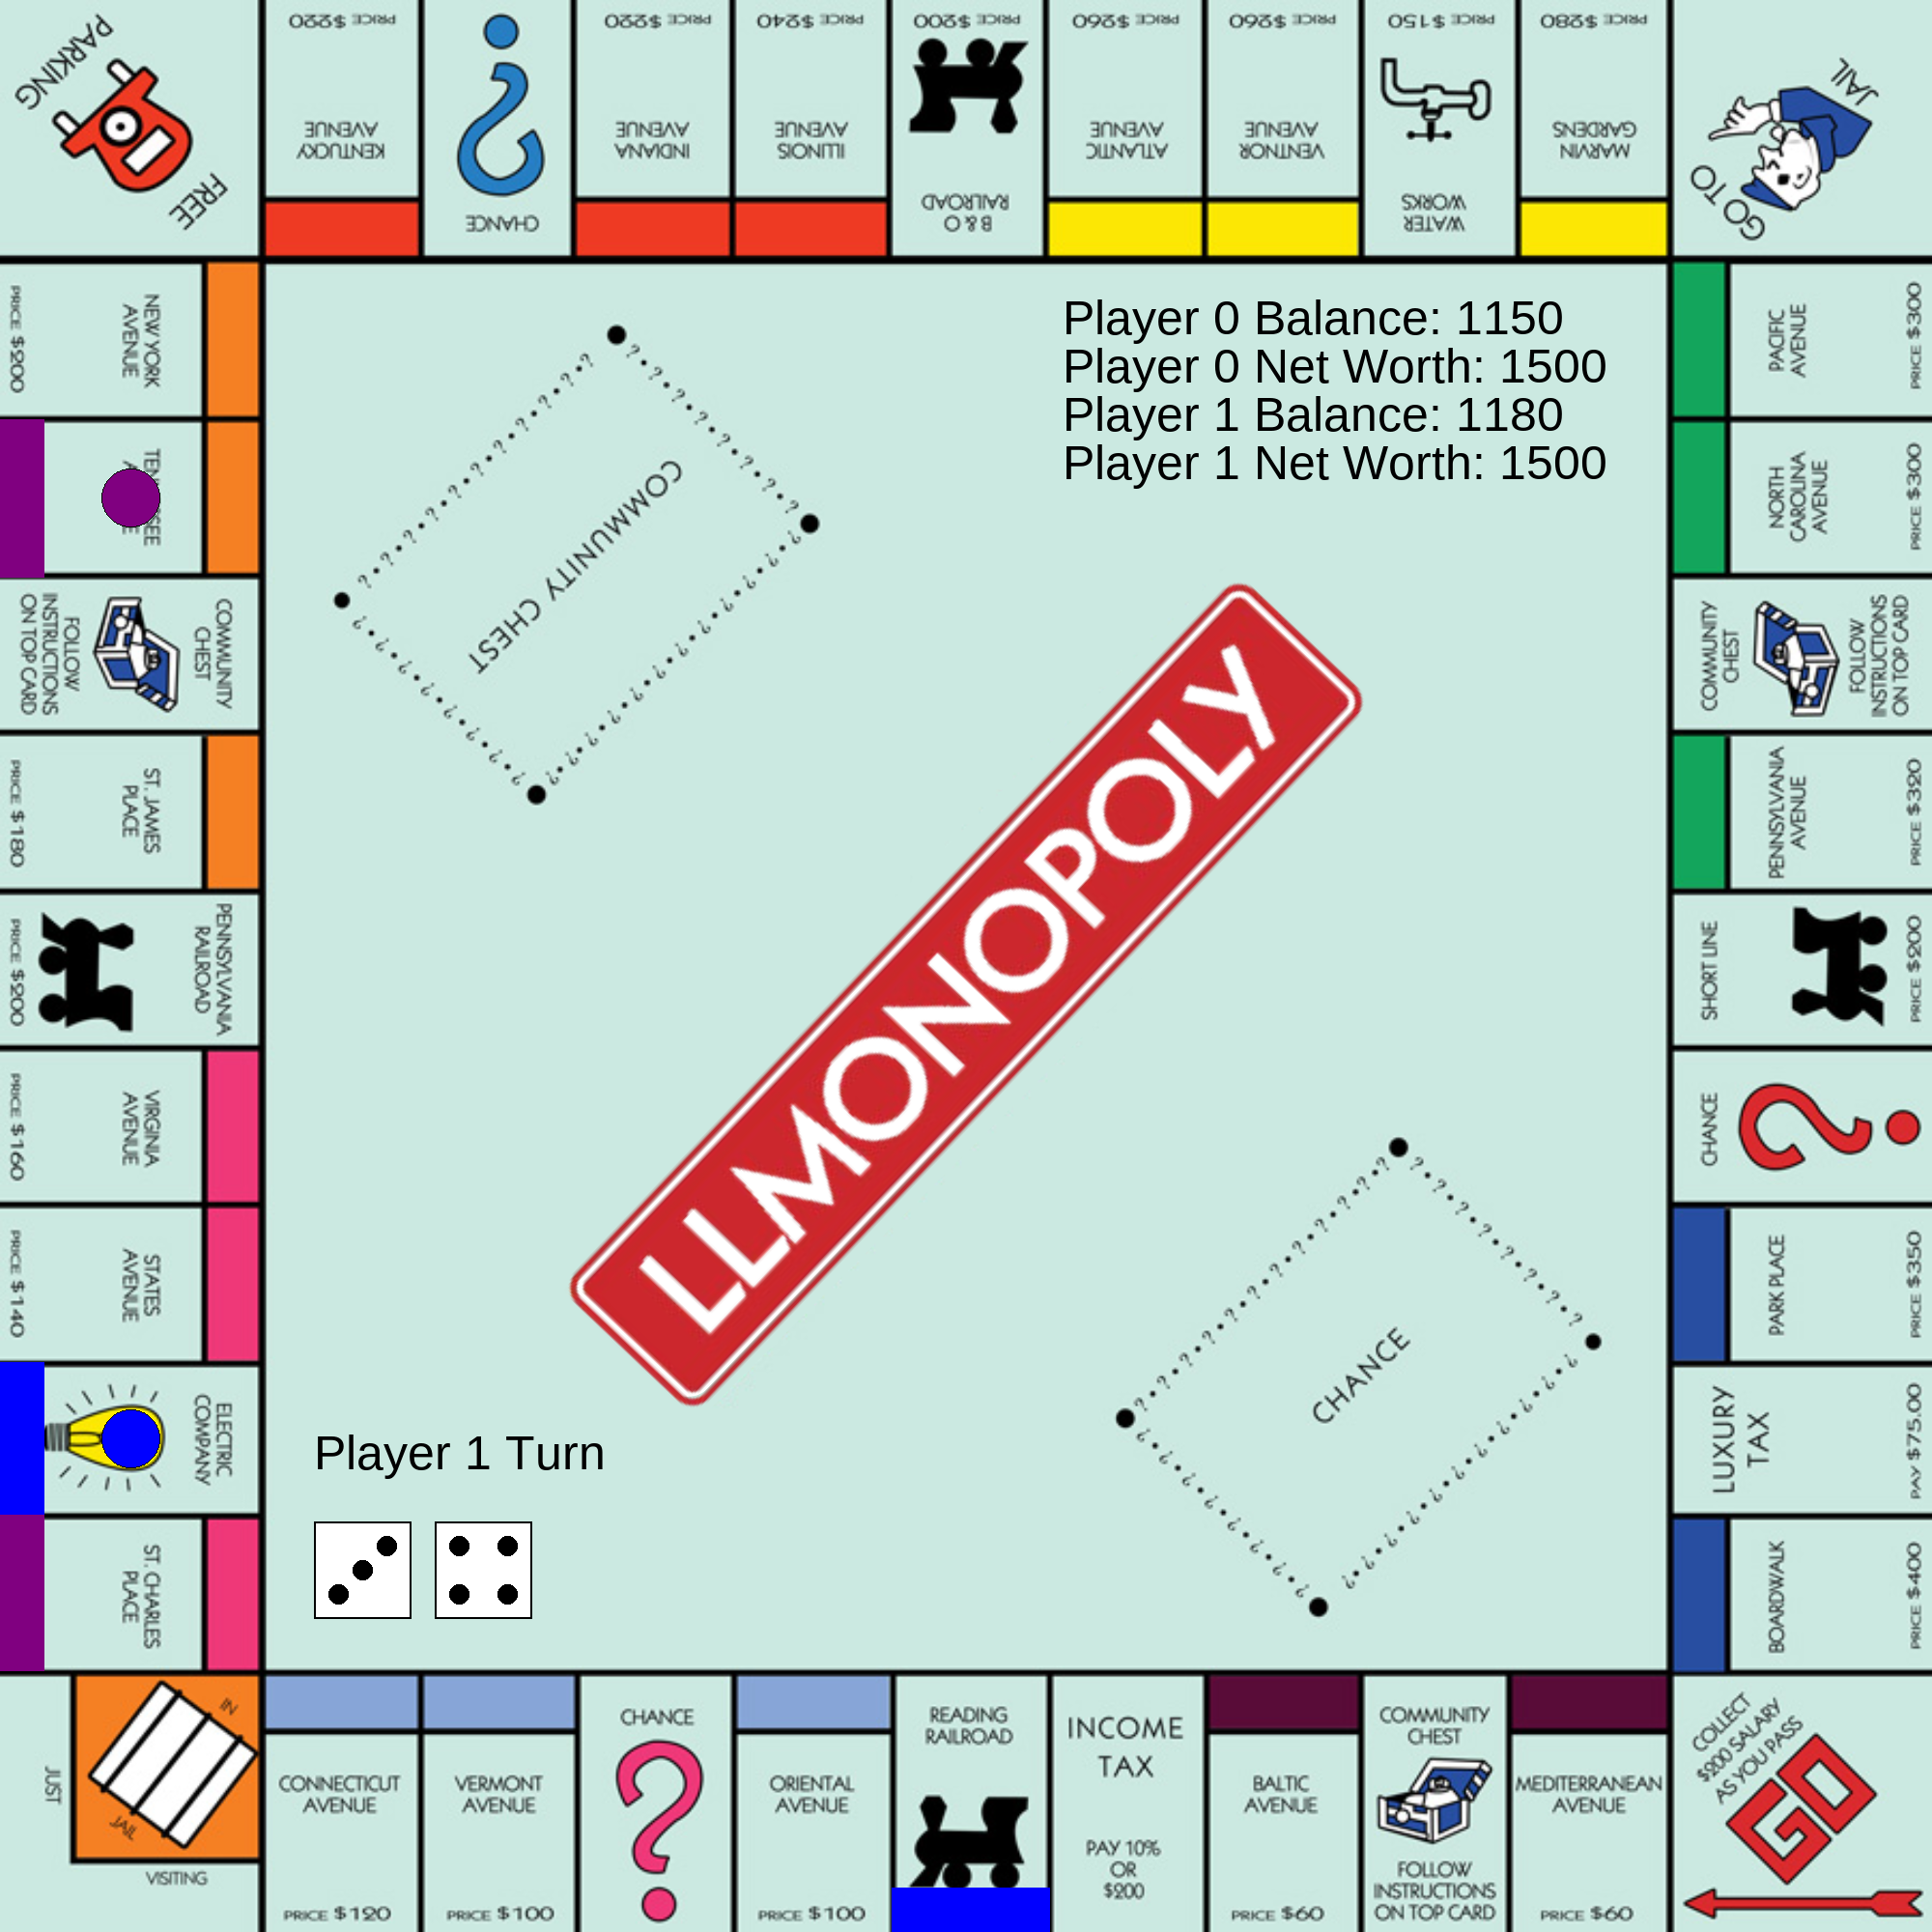 FREE
PARKING
PRICE $220
KENTUCKY
AVENUE
CHANCE
PRICE $220
INDIANA
AVENUE
PRICE $240
ILLINOIS
AVENUE
PRICE $200
B & O
RAILROAD
PRICE $260
ATLANTIC
AVENUE
PRICE $260
VENTNOR
AVENUE
PRICE $150
WATER
WORKS
PRICE $280
MARVIN
GARDENS
GO TO
JAIL
NEW YORK
AVENUE
PRICE $200
COMMUNITY
CHEST
FOLLOW
INSTRUCTIONS
ON TOP CARD
ST. JAMES
PLACE
PRICE $180
PENNSYLVANIA
RAILROAD
PRICE $200
VIRGINIA
AVENUE
PRICE $160
STATES
AVENUE
PRICE $140
ELECTRIC
COMPANY
ST. CHARLES
PLACE
Player 0 Balance: 1150
Player 0 Net Worth: 1500
Player 1 Balance: 1180
Player 1 Net Worth: 1500
COMMUNITY CHEST
LLMONOPOLY
CHANCE
Player 1 Turn
PACIFIC
AVENUE
PRICE $300
NORTH
CAROLINA
AVENUE
PRICE $300
COMMUNITY
CHEST
FOLLOW
INSTRUCTIONS
ON TOP CARD
PENNSYLVANIA
AVENUE
PRICE $320
SHORT LINE
PRICE $200
CHANCE
PARK PLACE
PRICE $350
LUXURY
TAX
PAY $75.00
BOARDWALK
PRICE $400
IN
JAIL
JUST
VISITING
CONNECTICUT
AVENUE
PRICE $120
VERMONT
AVENUE
PRICE $100
CHANCE
ORIENTAL
AVENUE
PRICE $100
READING
RAILROAD
INCOME
TAX
PAY 10%
OR
$200
BALTIC
AVENUE
PRICE $60
COMMUNITY
CHEST
FOLLOW
INSTRUCTIONS
ON TOP CARD
MEDITERRANEAN
AVENUE
PRICE $60
COLLECT
$200 SALARY
AS YOU PASS
GO